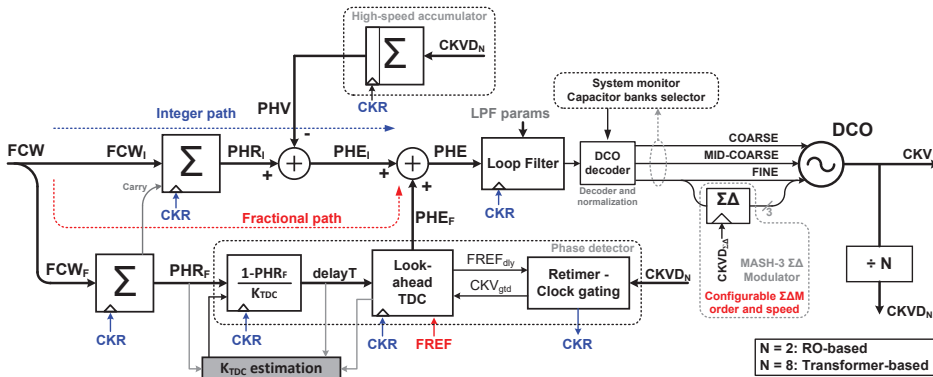 High-speed accumulator
Σ
CKVD_N
CKR
PHV
Integer path
System monitor
Capacitor banks selector
LPF params
DCO
FCW
FCW_I
Σ
PHR_I
-
+
+
PHE_I
+
+
+
PHE
Loop Filter
DCO
decoder
Decoder and
normalization
COARSE
MID-COARSE
FINE
CKV
Carry
CKR
CKR
Fractional path
PHE_F
ΣΔ
3
CKVD_ΣΔ
MASH-3 ΣΔ
Modulator
Configurable ΣΔM
order and speed
÷ N
CKVD_N
Phase detector
FCW_F
Σ
PHR_F
1-PHR_F
K_TDC
delayT
Look-
ahead
TDC
FREF_dly
CKV_gtd
Retimer -
Clock gating
CKVD_N
CKR
CKR
CKR
FREF
CKR
K_TDC estimation
N = 2: RO-based
N = 8: Transformer-based